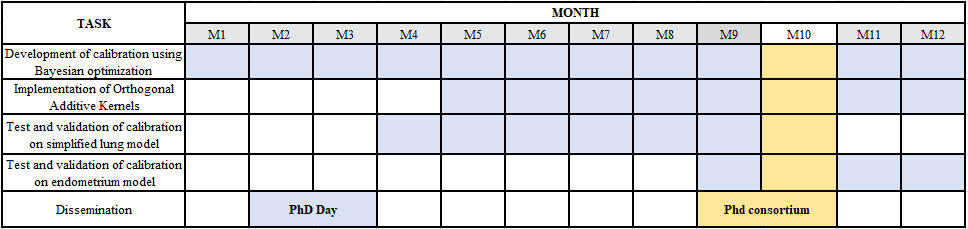 TASK
MONTH
M1 M2 M3 M4 M5 M6 M7 M8 M9 M10 M11 M12
Development of calibration using
Bayesian optimization
Implementation of Orthogonal
Additive Kernels
Test and validation of calibration
on simplified lung model
Test and validation of calibration
on endometrium model
Dissemination PhD Day Phd consortium